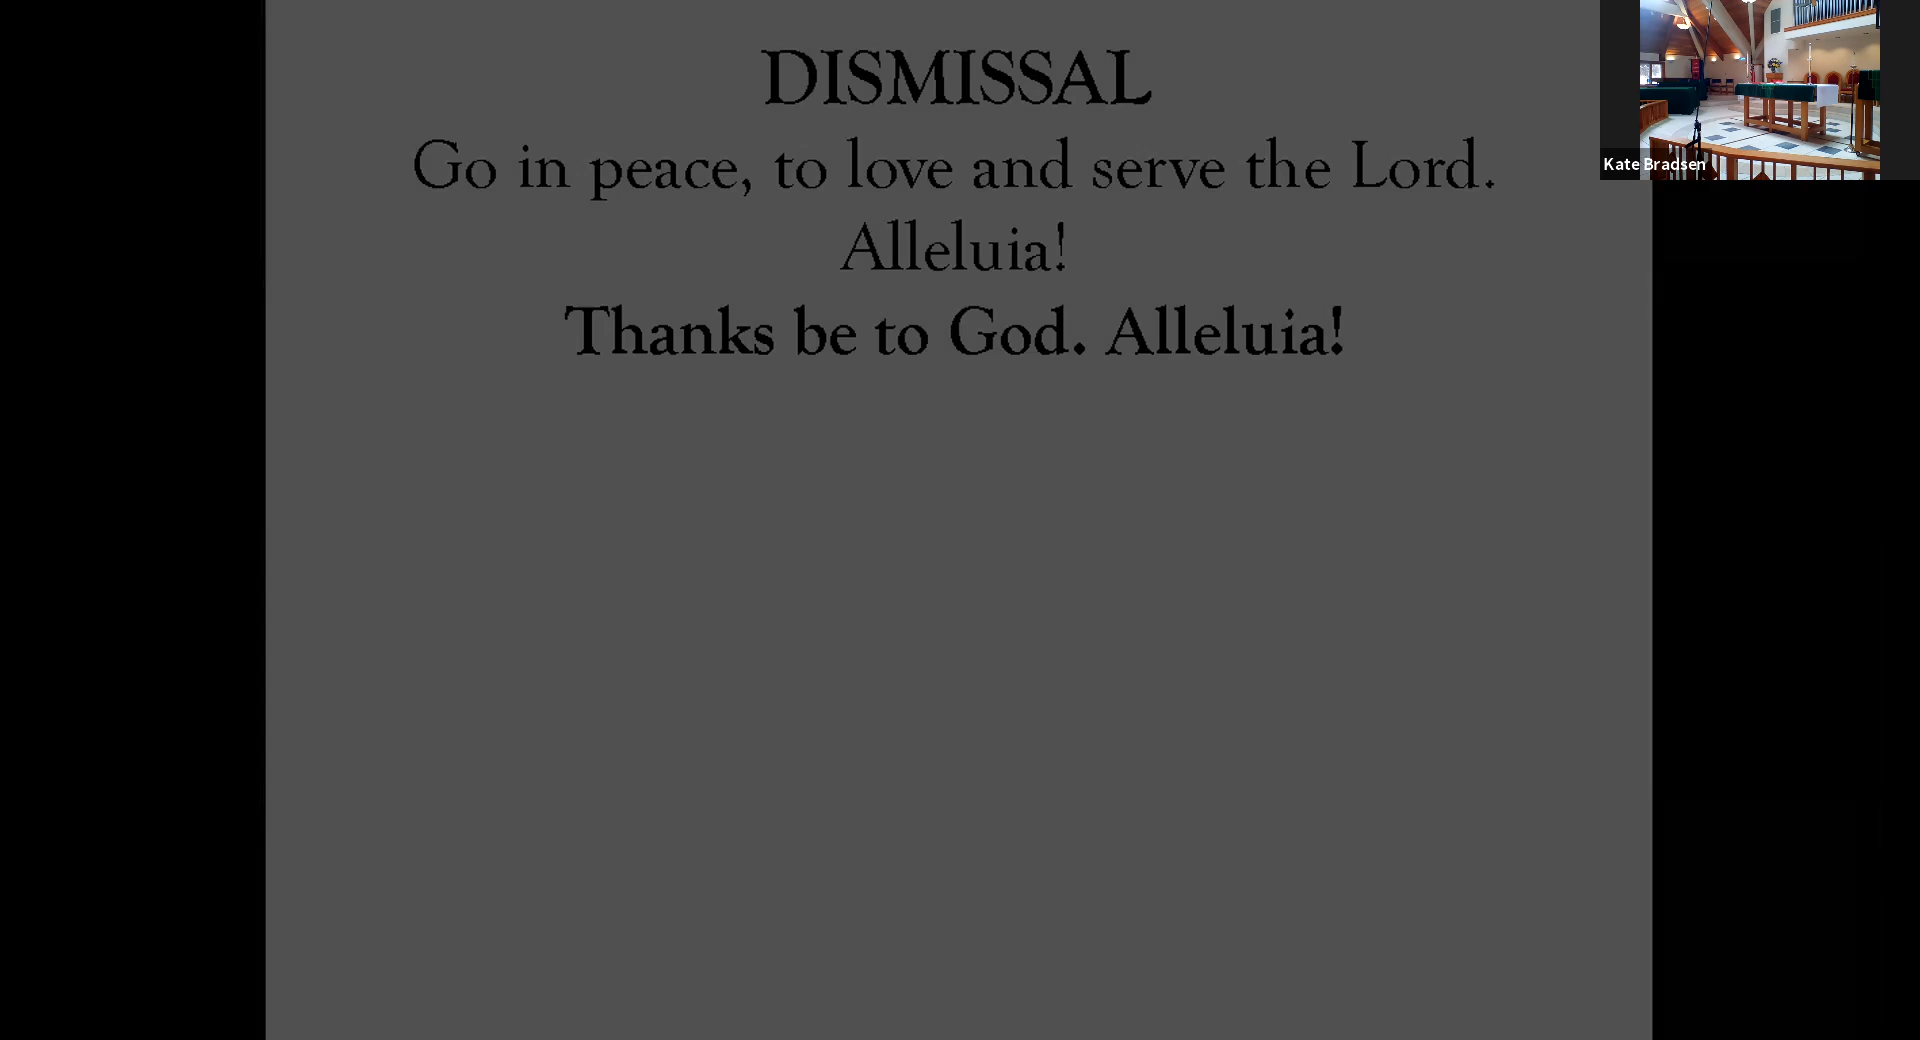 DISMISSAL
Go in peace, to love and serve the Lord.
Alleluia!
Thanks be to God. Alleluia!
Kate Bradsen